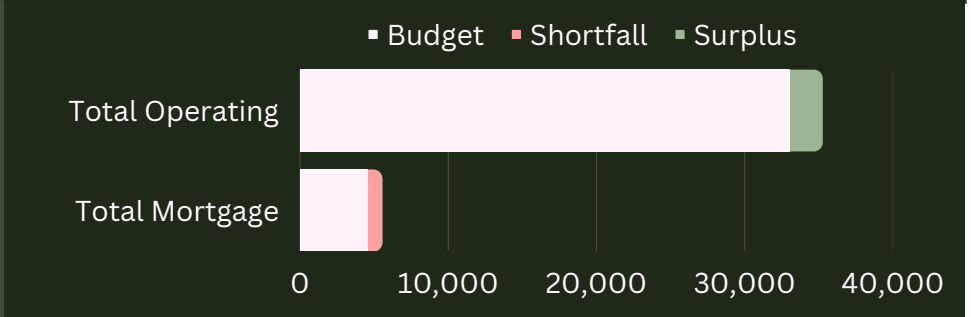 Budget Shortfall Surplus
Total Operating
Total Mortgage
0 10,000 20,000 30,000 40,000